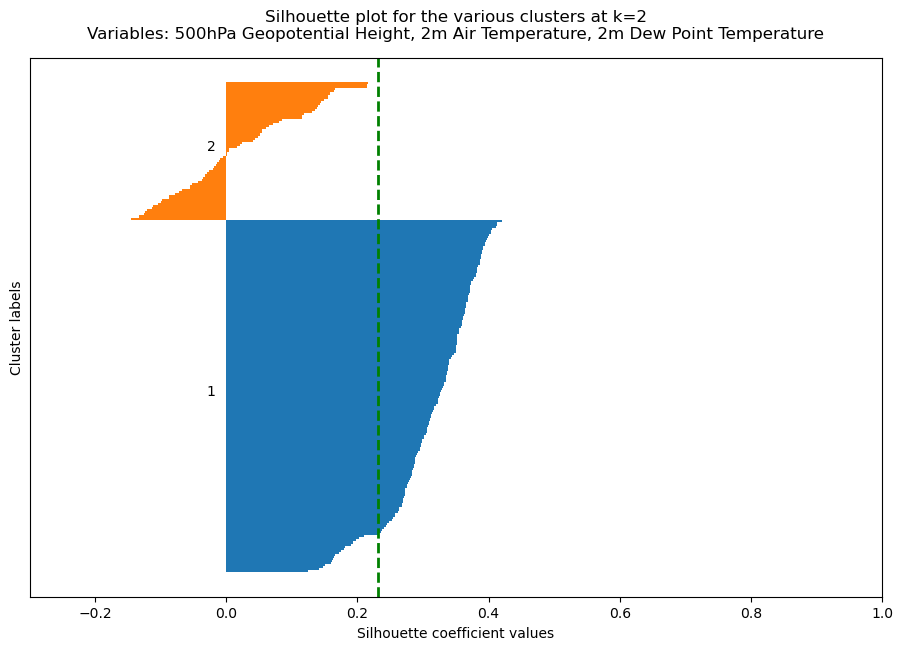 Silhouette plot for the various clusters at k=2
Variables: 500hPa Geopotential Height, 2m Air Temperature, 2m Dew Point Temperature
2
Cluster labels
1
−0.2 0.0 0.2 0.4 0.6 0.8 1.0
Silhouette coefficient values